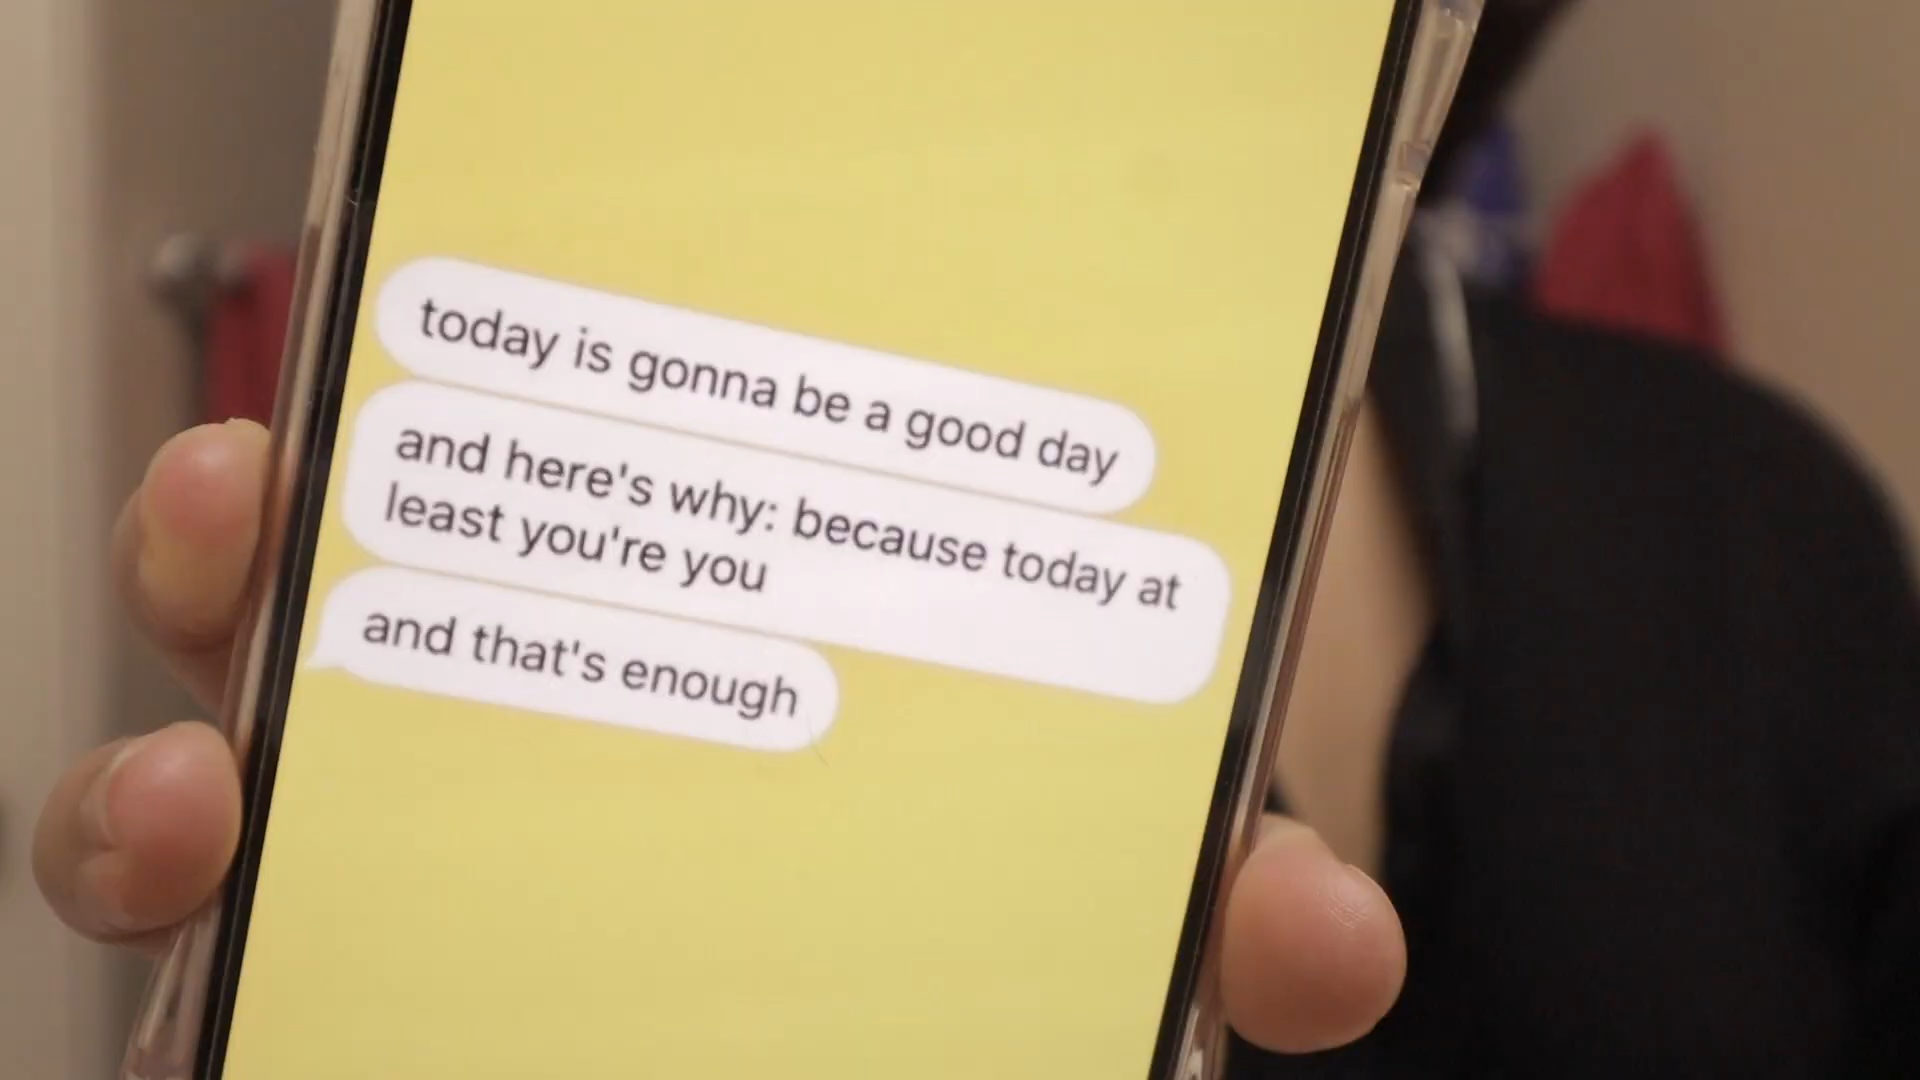 today is gonna be a good day
and here's why: because today at
least you're you
and that's enough